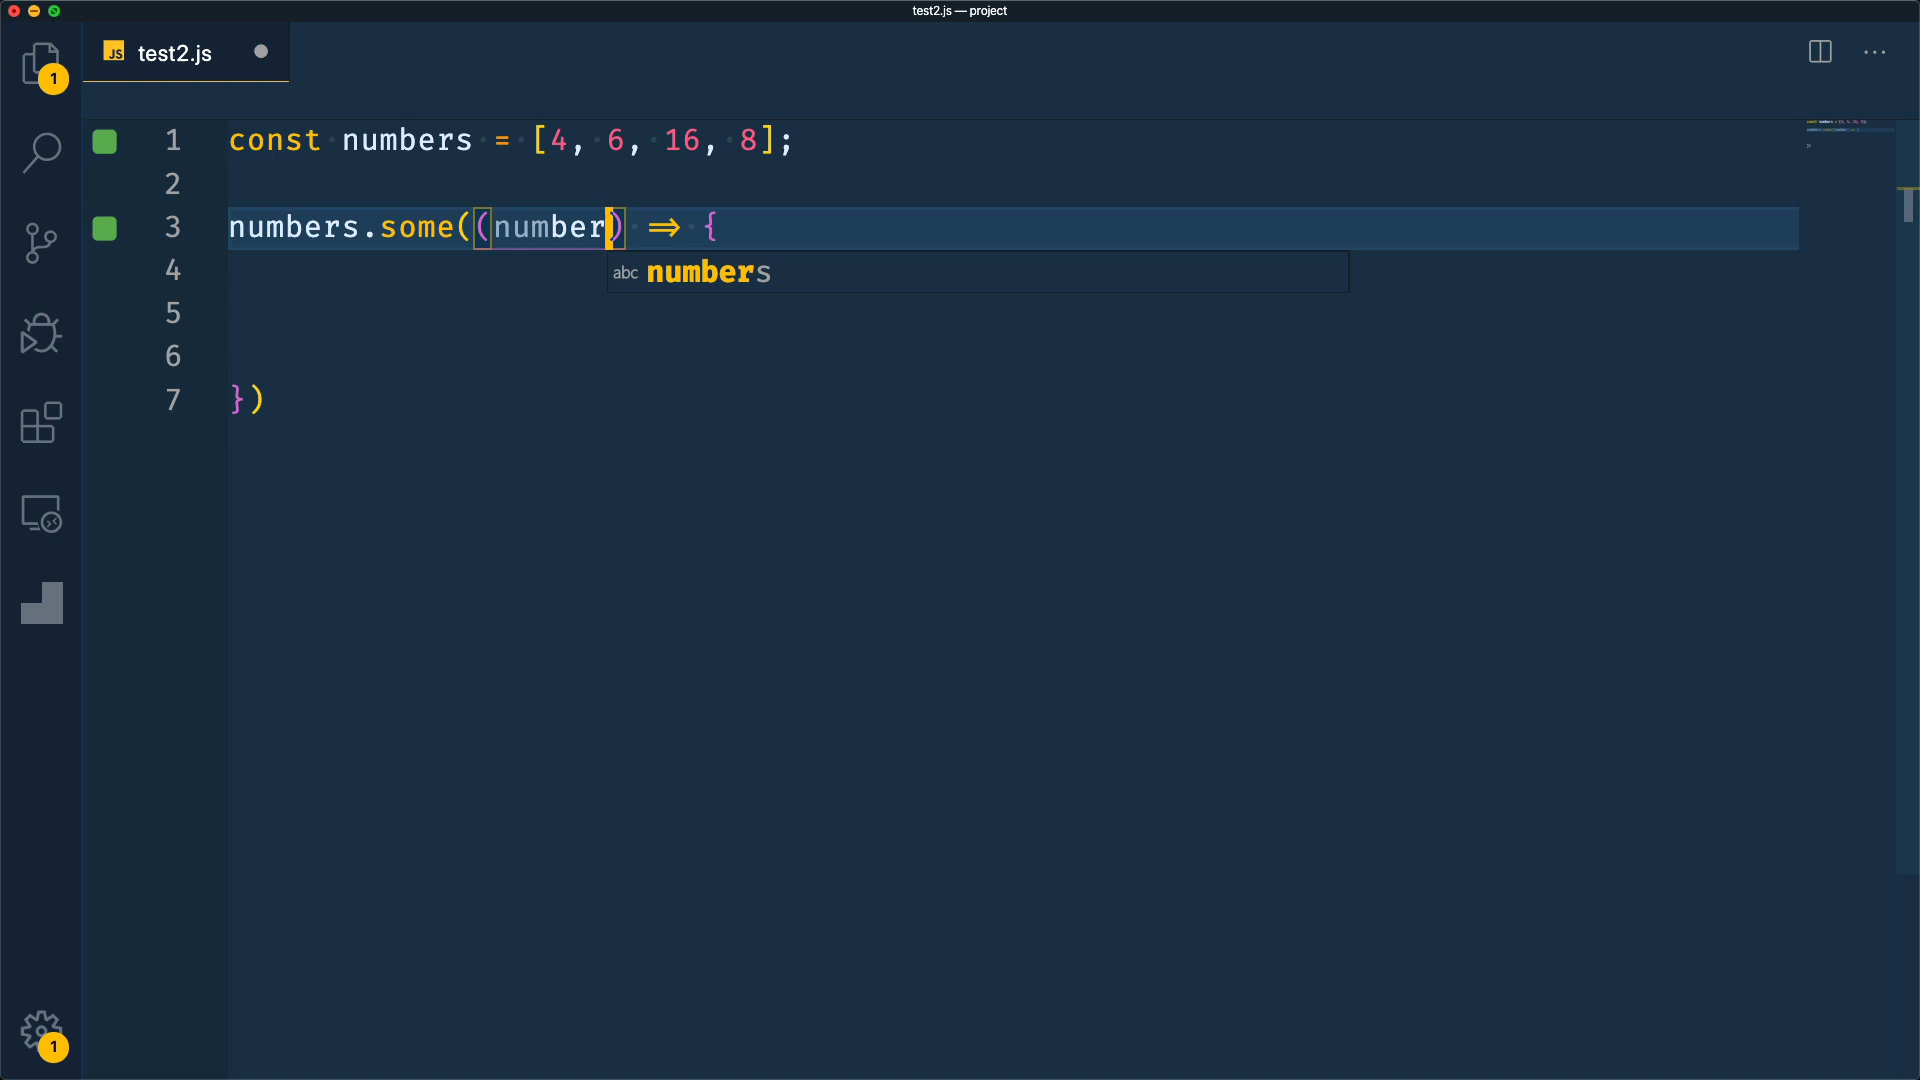 test2.js — project
JS test2.js
1
1 const numbers = [4, 6, 16, 8];
2
3 numbers.some((number) => {
abc numbers
4
5
6
7 })
1